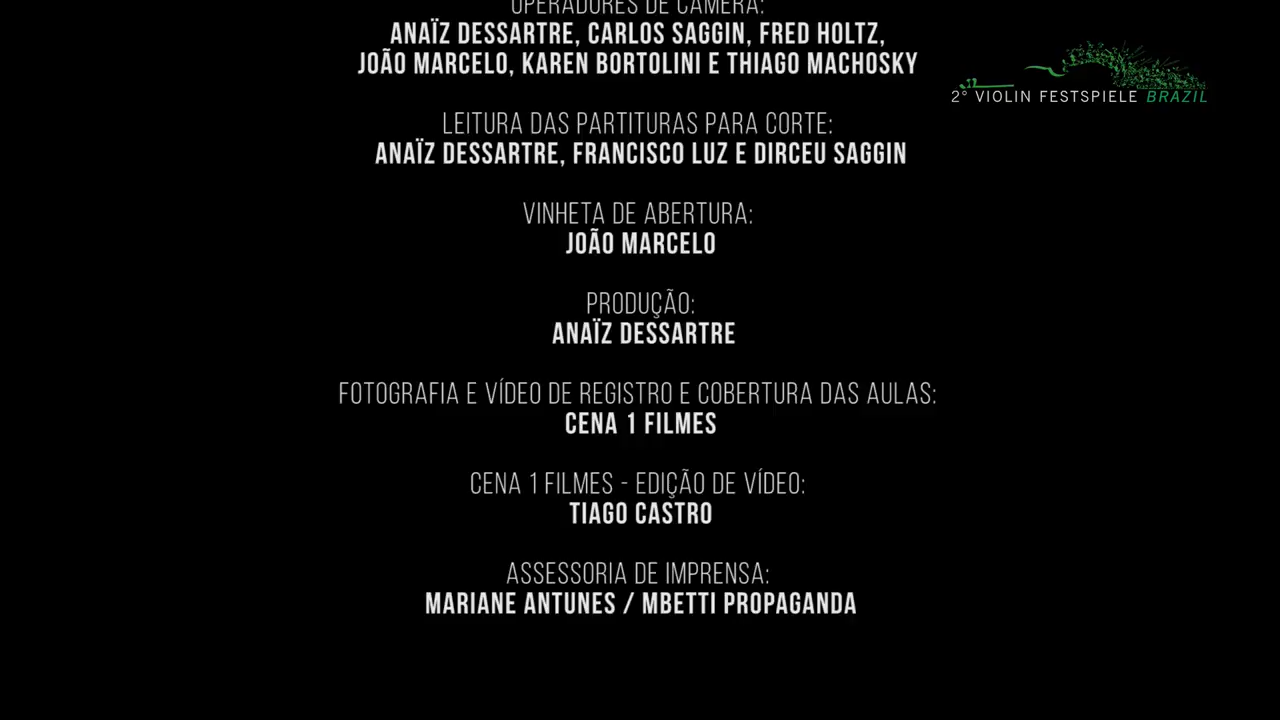 OPERADORES DE CÂMERA:
ANAÏZ DESSARTRE, CARLOS SAGGIN, FRED HOLTZ,
JOÃO MARCELO, KAREN BORTOLINI E THIAGO MACHOSKY
2º VIOLIN FESTSPIELE BRAZIL
LEITURA DAS PARTITURAS PARA CORTE:
ANAÏZ DESSARTRE, FRANCISCO LUZ E DIRCEU SAGGIN
VINHETA DE ABERTURA:
JOÃO MARCELO
PRODUÇÃO:
ANAÏZ DESSARTRE
FOTOGRAFIA E VÍDEO DE REGISTRO E COBERTURA DAS AULAS:
CENA 1 FILMES
CENA 1 FILMES - EDIÇÃO DE VÍDEO:
TIAGO CASTRO
ASSESSORIA DE IMPRENSA:
MARIANE ANTUNES / MBETTI PROPAGANDA